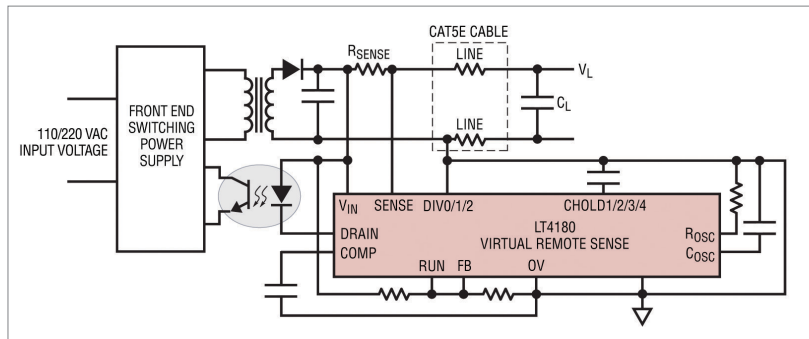 CAT5E CABLE
RSENSE
LINE
VL
CL
LINE
FRONT END
SWITCHING
POWER
SUPPLY
110/220 VAC
INPUT VOLTAGE
VIN
SENSE
DIV0/1/2
CHOLD1/2/3/4
LT4180
VIRTUAL REMOTE SENSE
DRAIN
COMP
ROSC
COSC
RUN
FB
OV